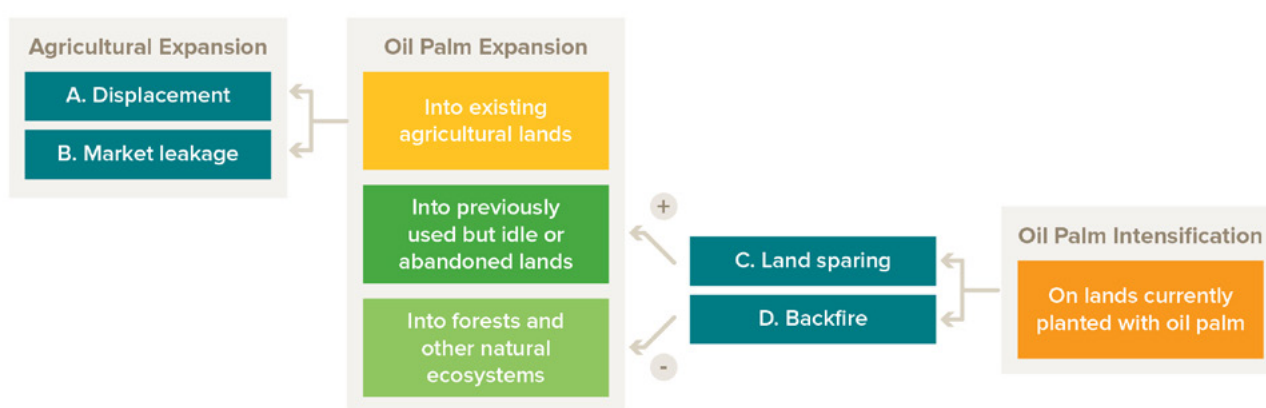 Agricultural Expansion
A. Displacement
B. Market leakage
Oil Palm Expansion
Into existing
agricultural lands
Into previously
used but idle or
abandoned lands
Into forests and
other natural
ecosystems
+
C. Land sparing
D. Backfire
-
Oil Palm Intensification
On lands currently
planted with oil palm